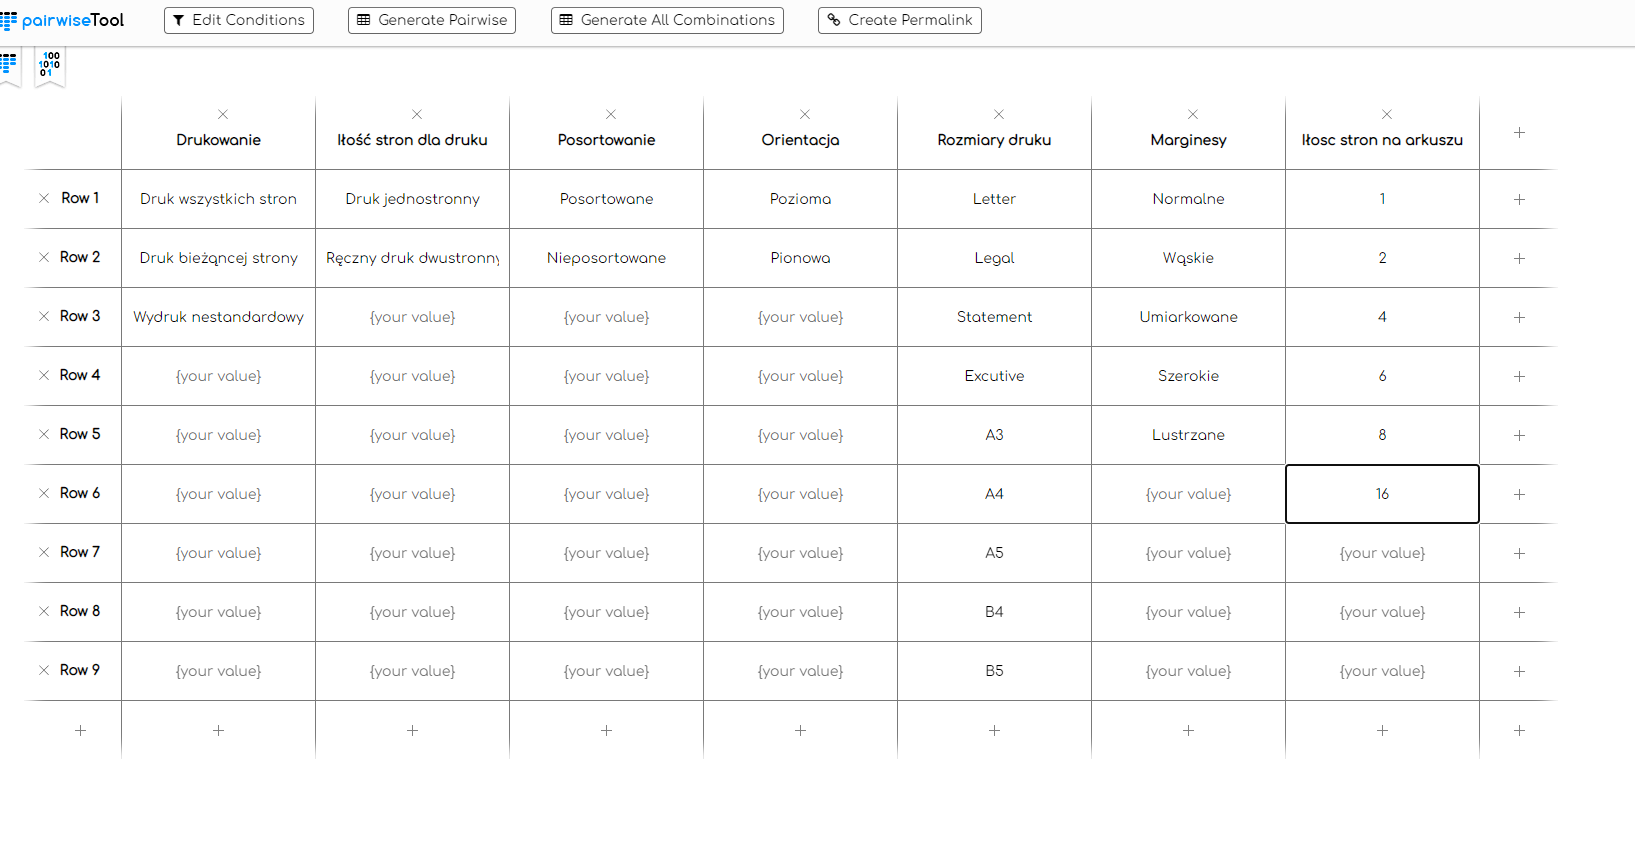 pairwiseTool Edit Conditions Generate Pairwise Generate All Combinations Create Permalink
100
1010
01
Drukowanie Iłość stron dla druku Posortowanie Orientacja Rozmiary druku Marginesy Iłosc stron na arkuszu
Row 1 Druk wszystkich stron Druk jednostronny Posortowane Pozioma Letter Normalne 1
Row 2 Druk bieżąncej strony Ręczny druk dwustronny Nieposortowane Pionowa Legal Wąskie 2
Row 3 Wydruk nestandardowy {your value} {your value} {your value} Statement Umiarkowane 4
Row 4 {your value} {your value} {your value} {your value} Excutive Szerokie 6
Row 5 {your value} {your value} {your value} {your value} A3 Lustrzane 8
Row 6 {your value} {your value} {your value} {your value} A4 {your value} 16
Row 7 {your value} {your value} {your value} {your value} A5 {your value} {your value}
Row 8 {your value} {your value} {your value} {your value} B4 {your value} {your value}
Row 9 {your value} {your value} {your value} {your value} B5 {your value} {your value}